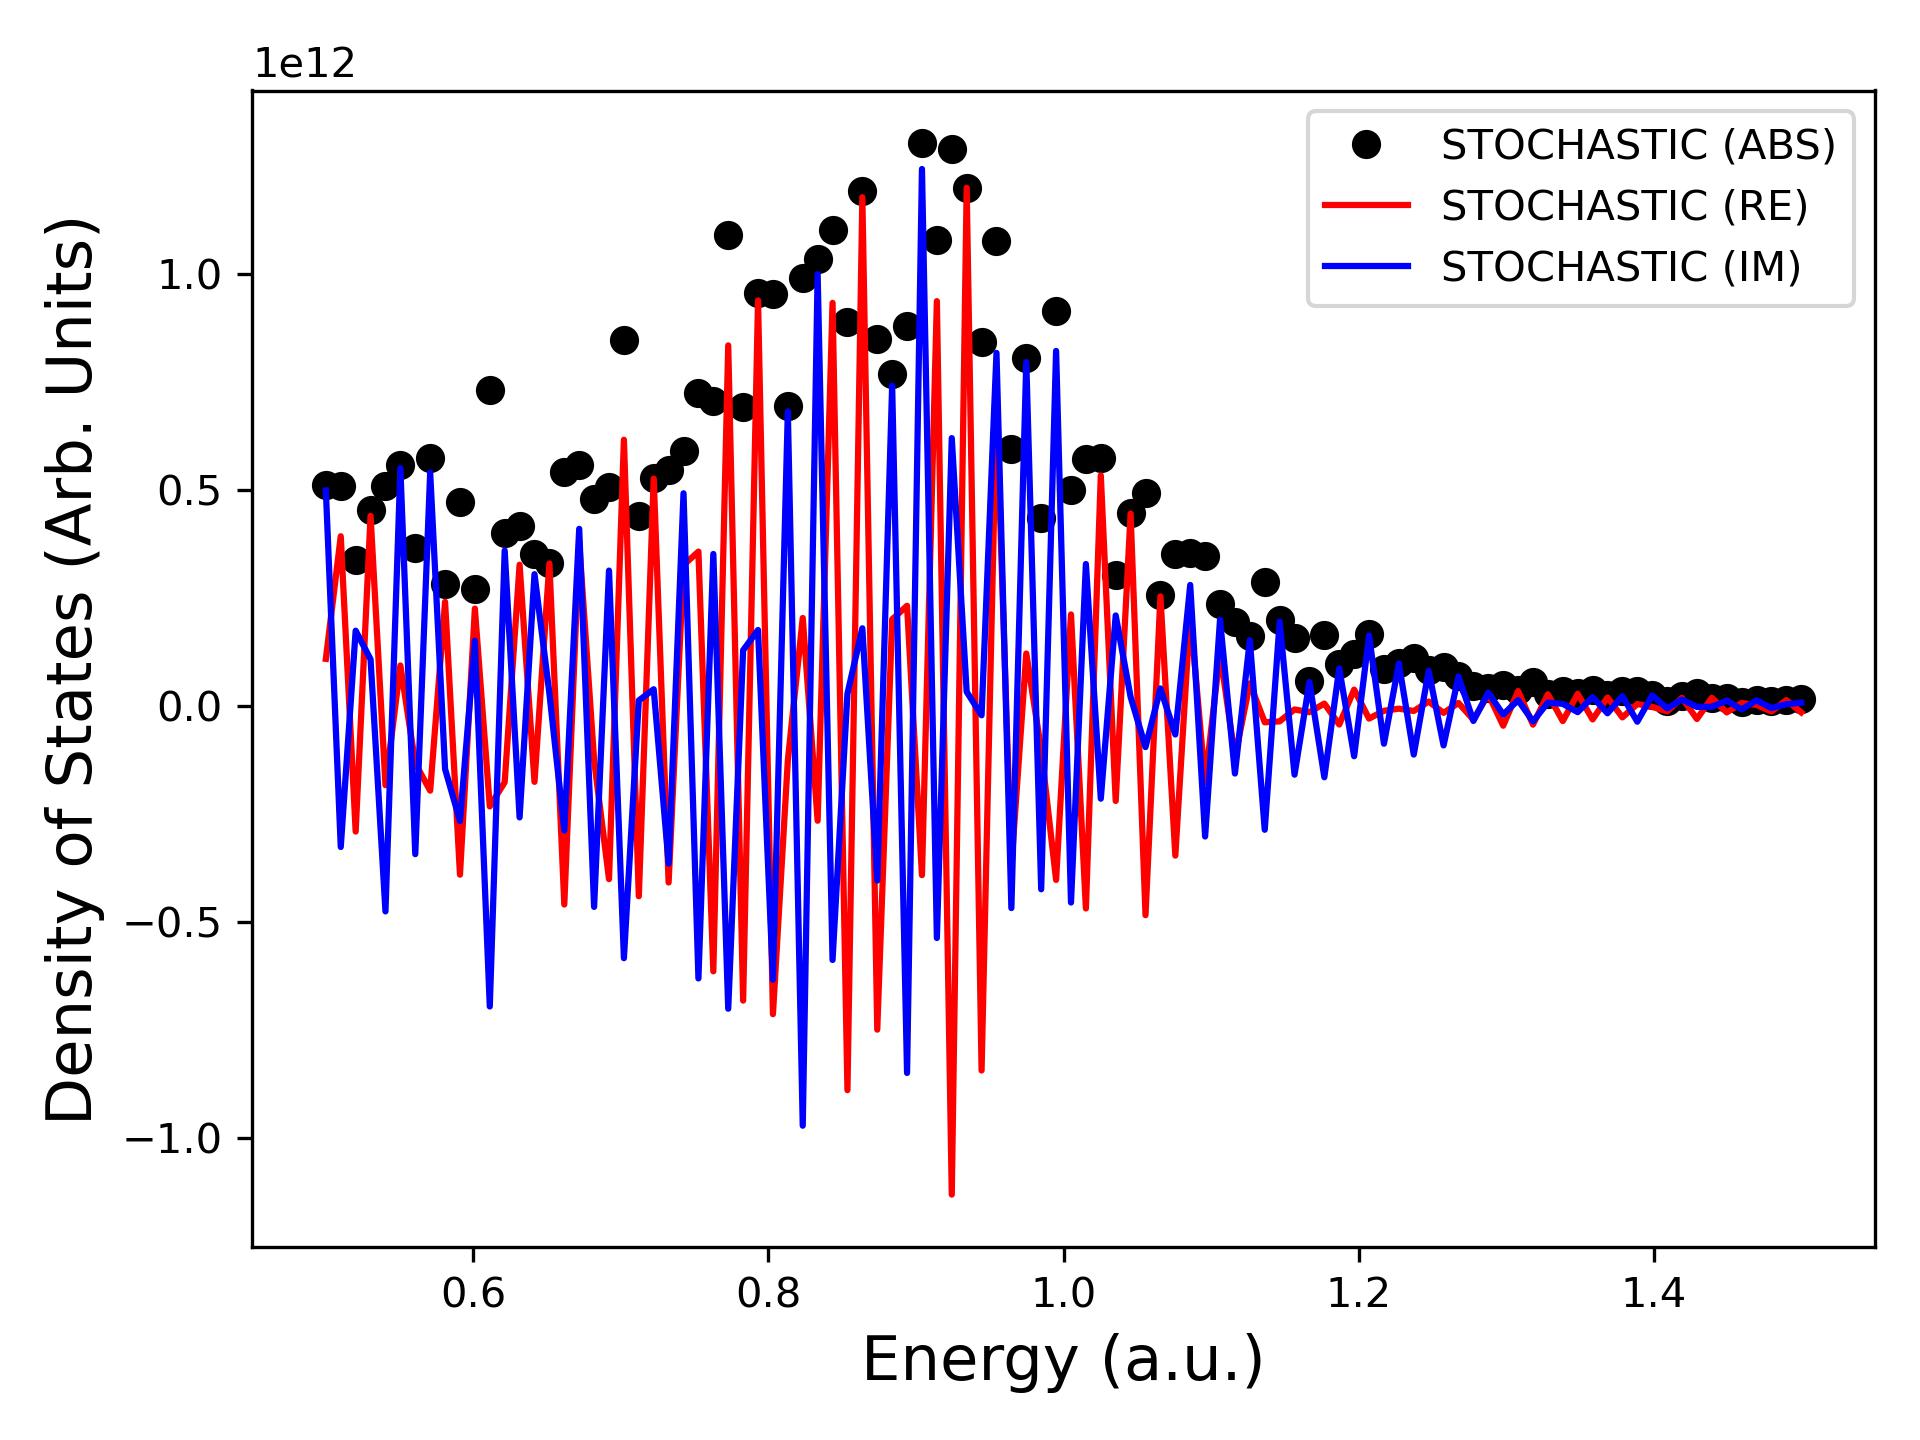 1e12
STOCHASTIC (ABS)
STOCHASTIC (RE)
STOCHASTIC (IM)
1.0
0.5
0.0
−0.5
−1.0
Density of States (Arb. Units)
0.6 0.8 1.0 1.2 1.4
Energy (a.u.)